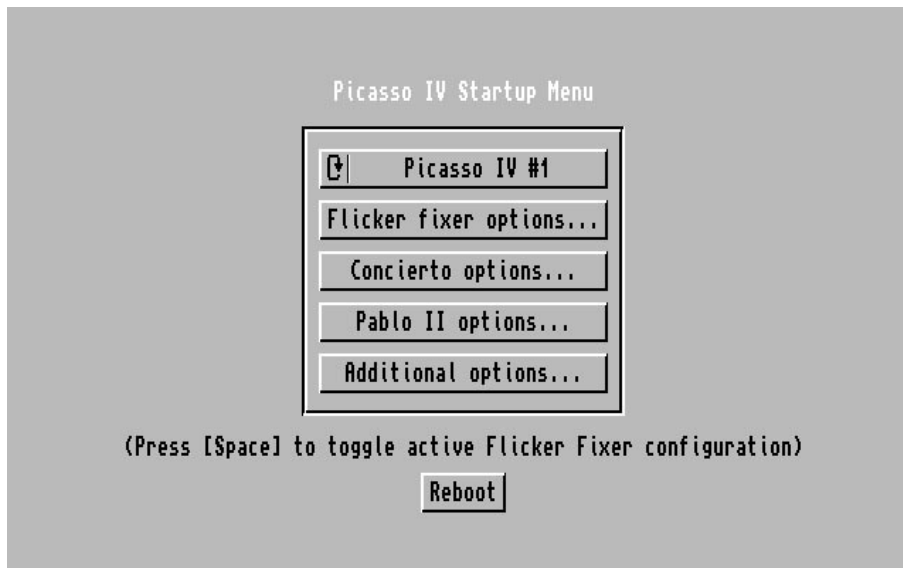 Picasso IV Startup Menu
Picasso IV #1
Flicker fixer options...
Concierto options...
Pablo II options...
Additional options...
(Press [Space] to toggle active Flicker Fixer configuration)
Reboot